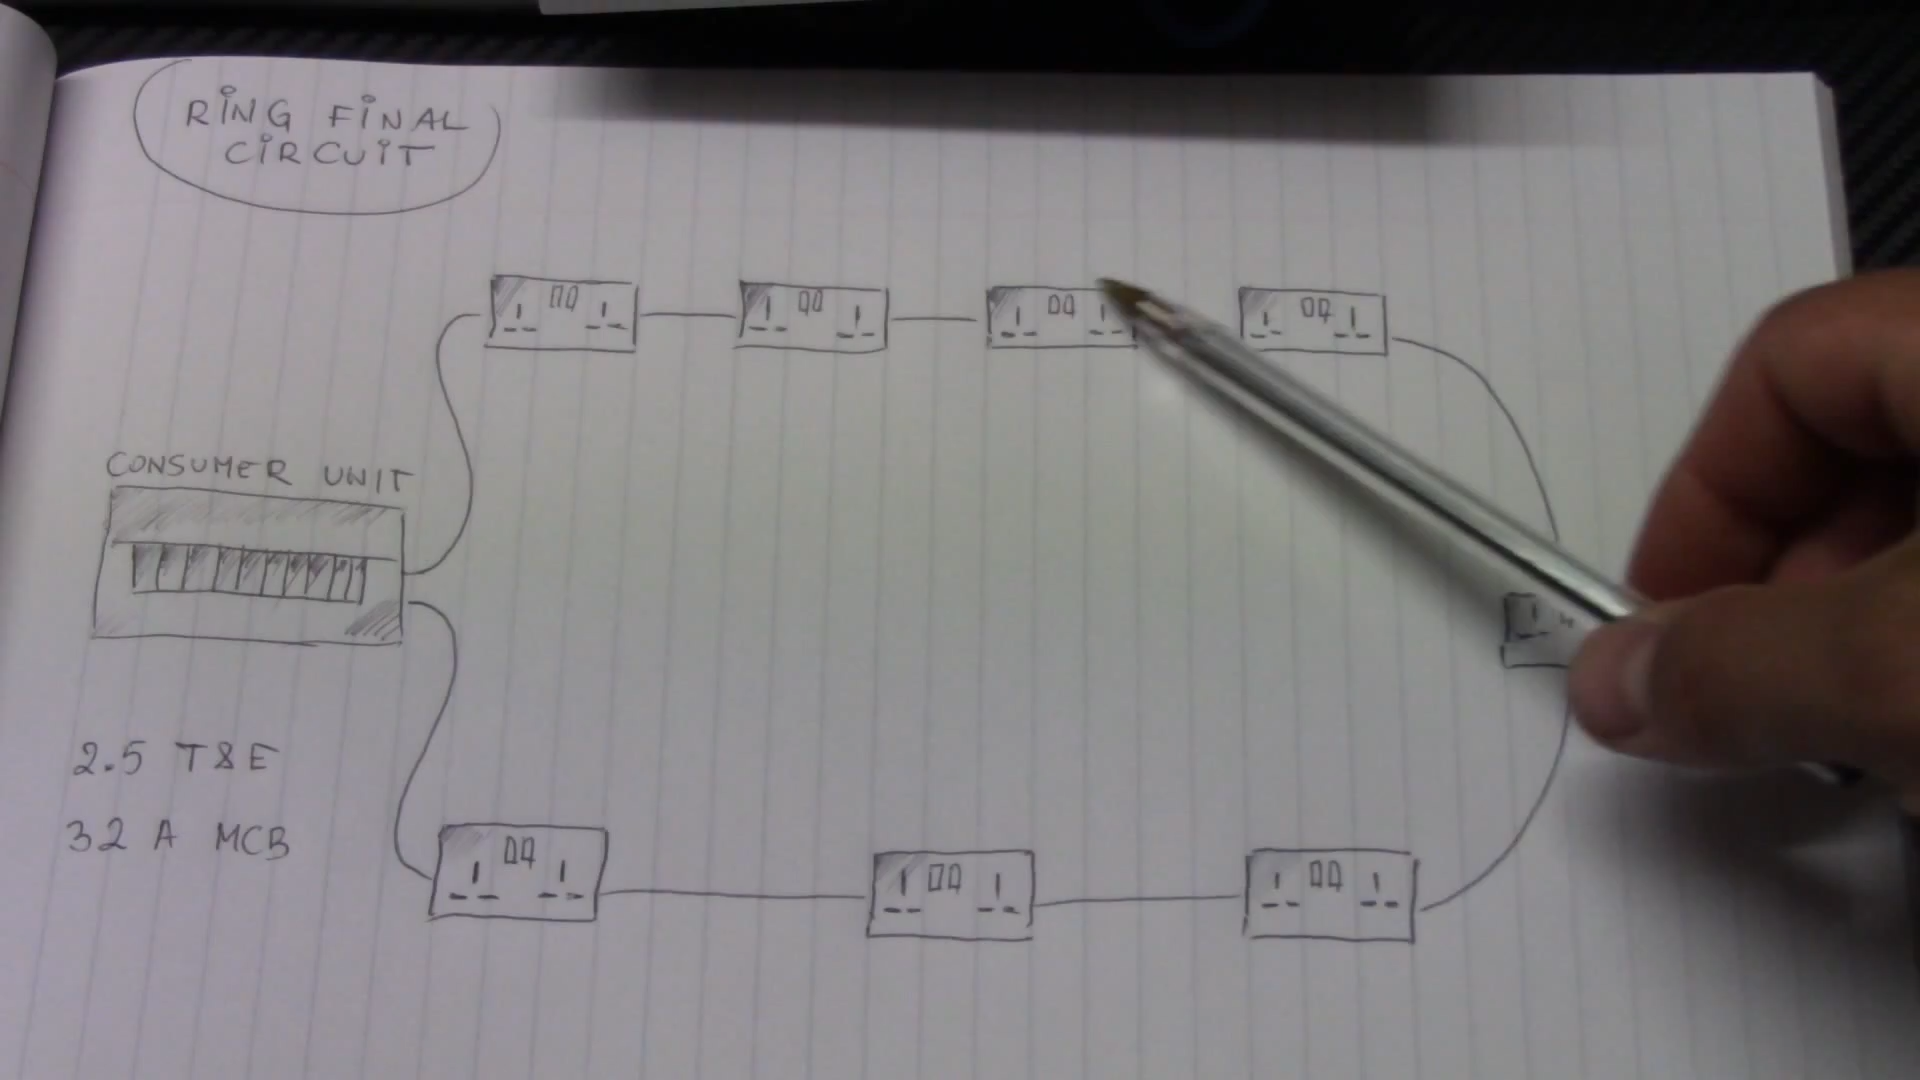 RING FINAL
CIRCUIT
CONSUMER UNIT
2.5 T&E
32 A MCB